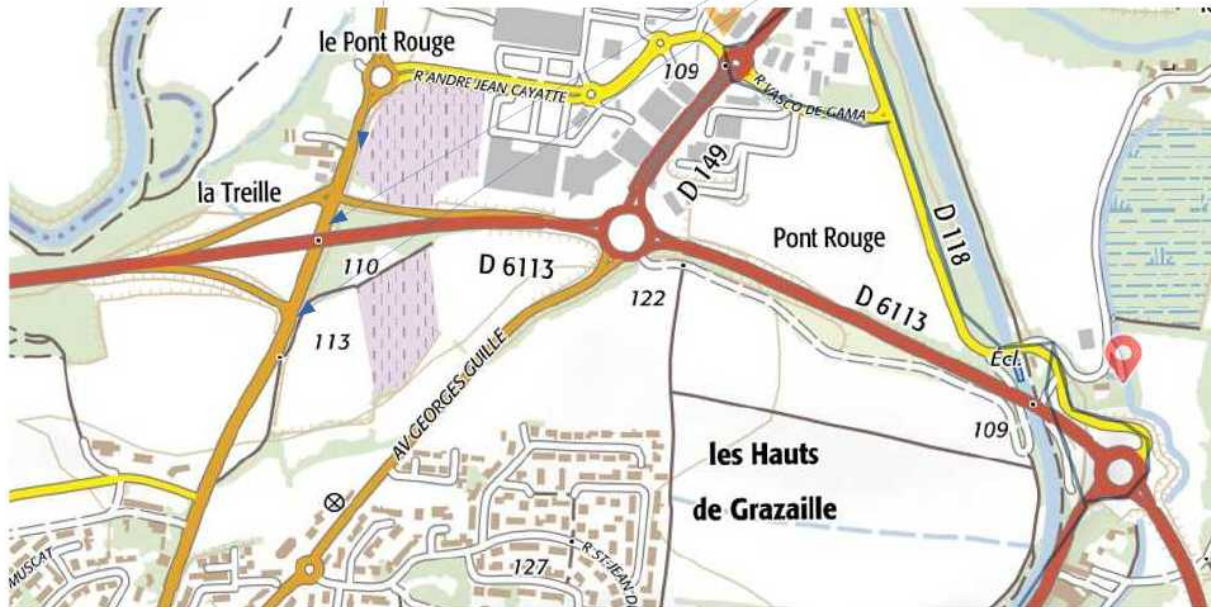 le Pont Rouge
R ANDRE JEAN CAYATTE
109
R VASCO DE GAMA
la Treille
D 149
Pont Rouge
D 118
110
D 6113
122
D 6113
113
AV GEORGES GUILLE
Écl.
109
les Hauts
de Grazaille
MUSCAT
127
R ST-JEAN D